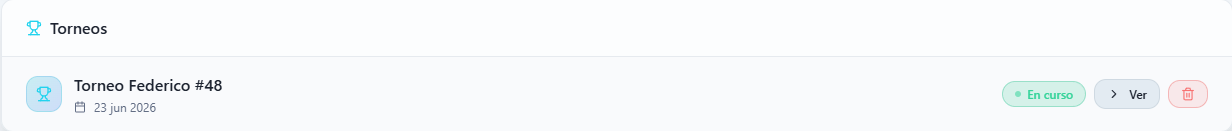 Torneos
Torneo Federico #48
23 jun 2026
En curso
Ver